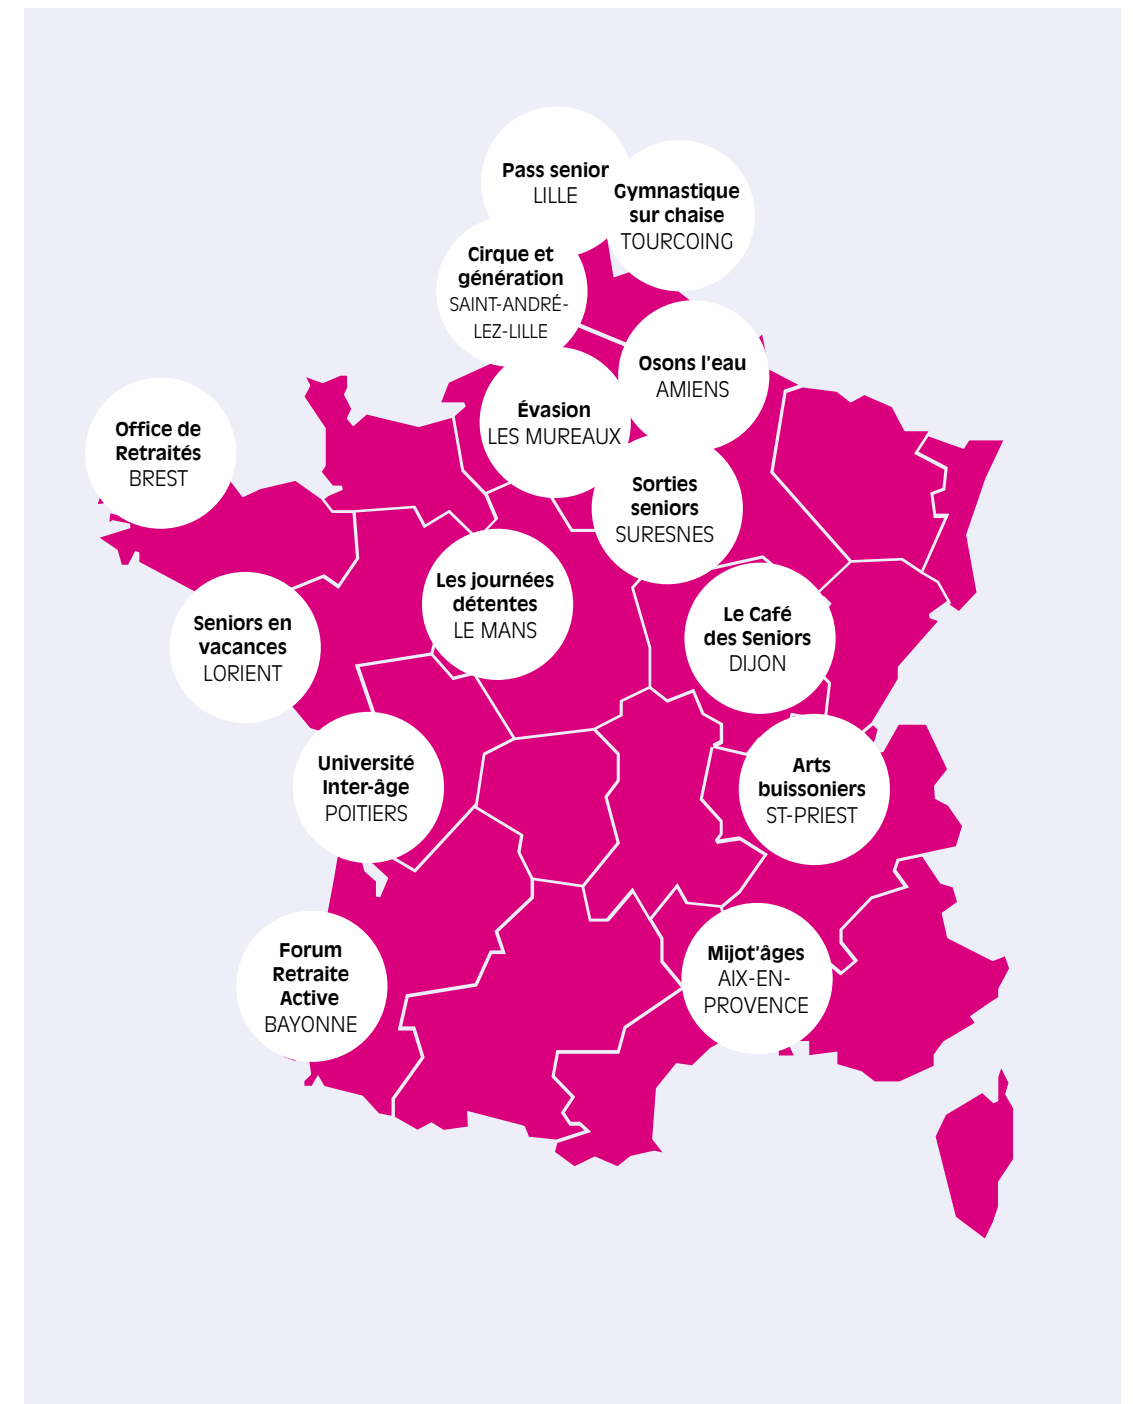 Pass senior
LILLE
Gymnastique
sur chaise
TOURCOING
Cirque et
génération
SAINT-ANDRÉ-
LEZ-LILLE
Osons l'eau
AMIENS
Évasion
LES MUREAUX
Office de
Retraités
BREST
Sorties
seniors
SURESNES
Les journées
détentes
LE MANS
Le Café
des Seniors
DIJON
Seniors en
vacances
LORIENT
Université
Inter-âge
POITIERS
Arts
buissoniers
ST-PRIEST
Forum
Retraite
Active
BAYONNE
Mijot'âges
AIX-EN-
PROVENCE